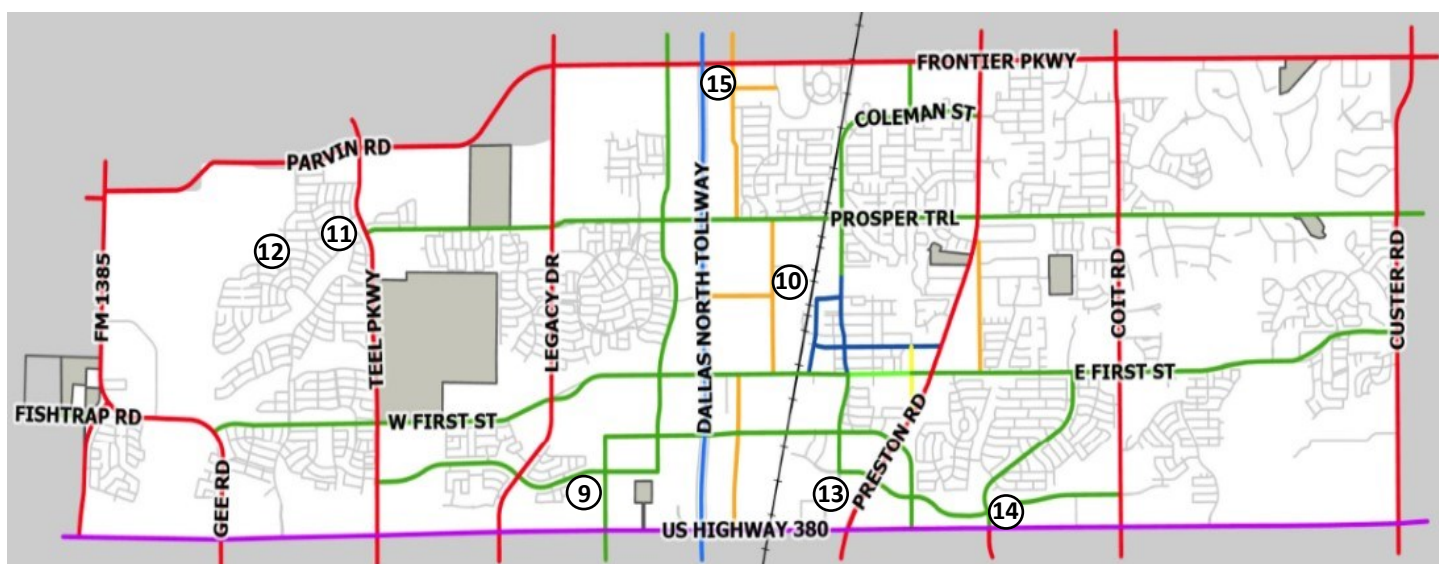 FRONTIER PKWY
15
COLEMAN ST
PARVIN RD
DALLAS NORTH TOLLWAY
PROSPER TRL
11
12
10
FM 1385
TEEL PKWY
LEGACY DR
COIT RD
CUSTER RD
E FIRST ST
FISHTRAP RD
W FIRST ST
PRESTON RD
GEE RD
9
13
14
US HIGHWAY 380